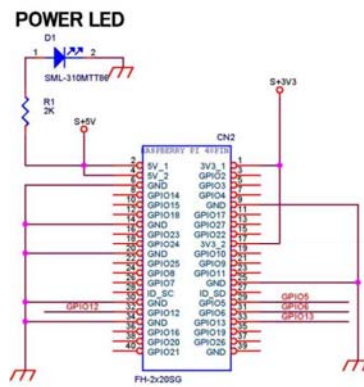 POWER LED
D1
1 2
SML-310MTT86
R1
2K
S+5V
S+3V3
CN2
RASPBERRY PI 40PIN
2 5V_1 3V3_1 1
4 5V_2 GPIO2 3
6 GND GPIO3 5
8 GPIO14 GPIO4 7
10 GPIO15 GND 9
12 GPIO18 GPIO17 11
14 GND GPIO27 13
16 GPIO23 GPIO22 15
18 GPIO24 3V3_2 17
20 GND GPIO10 19
22 GPIO25 GPIO9 21
24 GPIO8 GPIO11 23
26 GPIO7 GND 25
28 ID_SC ID_SD 27
30 GND GPIO5 29 GPIO5
GPIO12 32 GPIO12 GPIO6 31 GPIO6
34 GND GPIO13 33 GPIO13
36 GPIO16 GPIO19 35
38 GPIO20 GPIO26 37
40 GPIO21 GND 39
FH-2x20SG